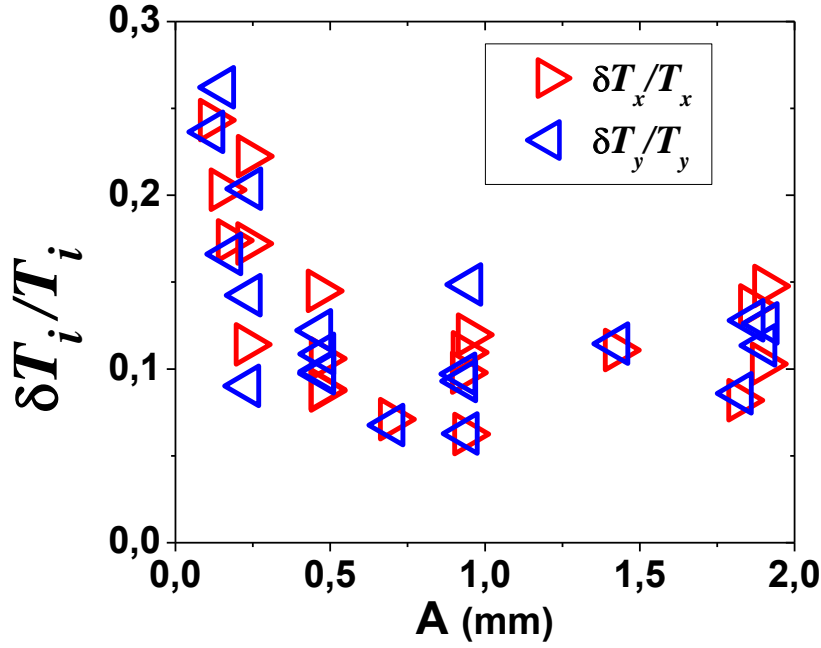 0,3
0,2
0,1
0,0
δT_i/T_i
δT_x/T_x
δT_y/T_y
0,0 0,5 1,0 1,5 2,0
A (mm)